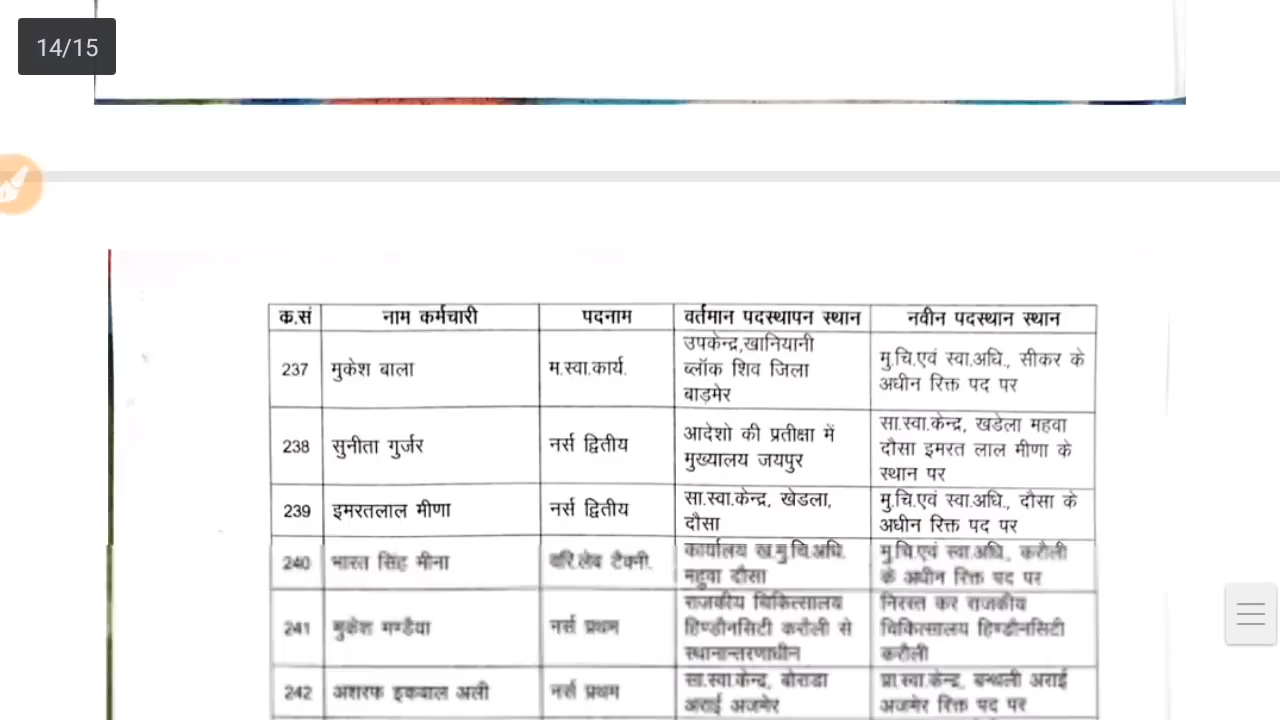 14/15
क.सं नाम कर्मचारी पदनाम वर्तमान पदस्थापन स्थान नवीन पदस्थान स्थान
237 मुकेश बाला म.स्वा.कार्य. उपकेन्द्र,खानियानी ब्लॉक शिव जिला बाड़मेर मु.चि.एवं स्वा.अधि., सीकर के अधीन रिक्त पद पर
238 सुनीता गुर्जर नर्स द्वितीय आदेशो की प्रतीक्षा में मुख्यालय जयपुर सा.स्वा.केन्द्र, खडेला महवा दौसा इमरत लाल मीणा के स्थान पर
239 इमरतलाल मीणा नर्स द्वितीय सा.स्वा.केन्द्र, खेडला, दौसा मु.चि.एवं स्वा.अधि., दौसा के अधीन रिक्त पद पर
240 भारत सिंह मीना वरि.लेब टैक्नी. कार्यालय ख.मु.चि.अधि. महुवा दौसा मु.चि.एवं स्वा.अधि., करौली के अधीन रिक्त पद पर
241 मुकेश मण्डैया नर्स प्रथम राजकीय चिकित्सालय हिण्डौनसिटी करौली से स्थानान्तरणाधीन निरस्त कर राजकीय चिकित्सालय हिण्डौनसिटी करौली
242 अशरफ इकबाल अली नर्स प्रथम सा.स्वा.केन्द्र, बोराडा अराई अजमेर प्रा.स्वा.केन्द्र, बन्थली अराई अजमेर रिक्त पद पर